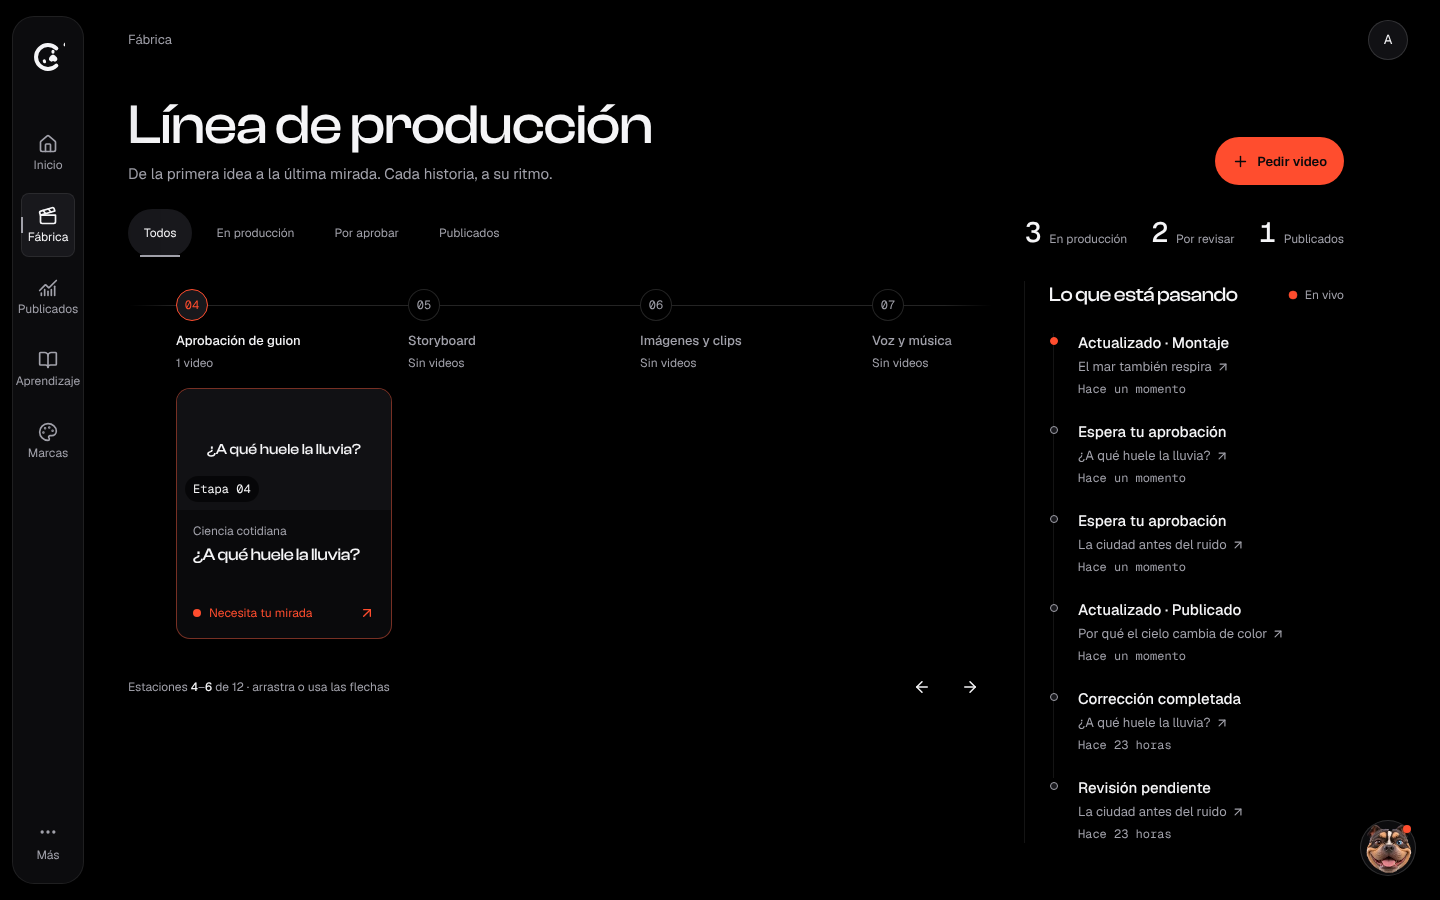 Fábrica
A
Inicio
Fábrica
Publicados
Aprendizaje
Marcas
Más
Línea de producción
De la primera idea a la última mirada. Cada historia, a su ritmo.
Pedir video
Todos
En producción
Por aprobar
Publicados
3 En producción
2 Por revisar
1 Publicados
04
05
06
07
Aprobación de guion
Storyboard
Imágenes y clips
Voz y música
1 video
Sin videos
Sin videos
Sin videos
¿A qué huele la lluvia?
Etapa 04
Ciencia cotidiana
¿A qué huele la lluvia?
Necesita tu mirada
Estaciones 4–6 de 12 · arrastra o usa las flechas
Lo que está pasando
En vivo
Actualizado · Montaje
El mar también respira
Hace un momento
Espera tu aprobación
¿A qué huele la lluvia?
Hace un momento
Espera tu aprobación
La ciudad antes del ruido
Hace un momento
Actualizado · Publicado
Por qué el cielo cambia de color
Hace un momento
Corrección completada
¿A qué huele la lluvia?
Hace 23 horas
Revisión pendiente
La ciudad antes del ruido
Hace 23 horas